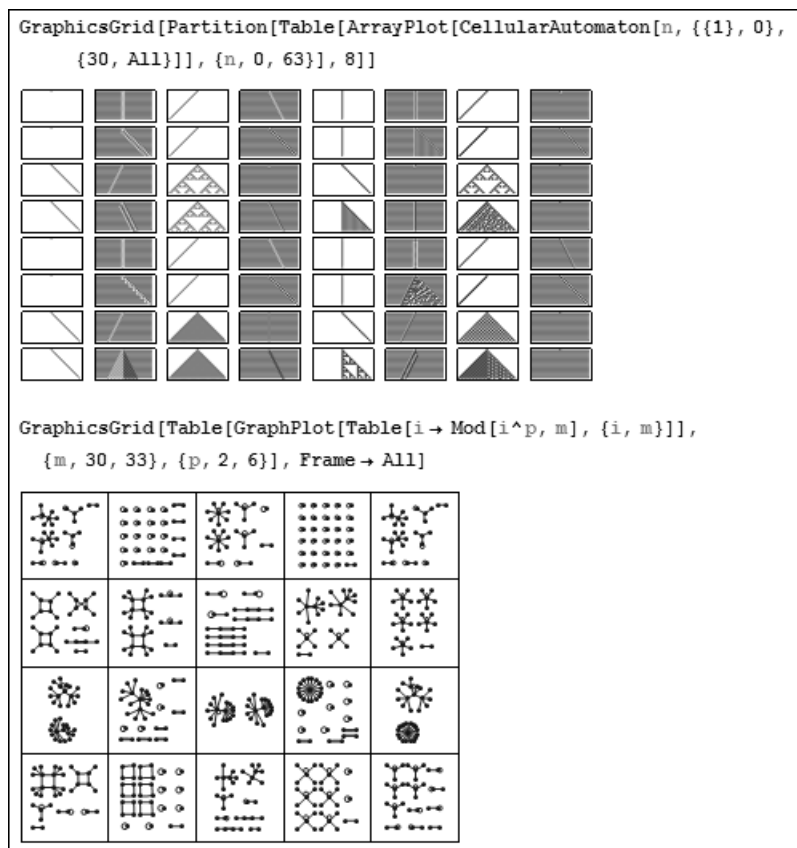 GraphicsGrid[Partition[Table[ArrayPlot[CellularAutomaton[n, {{1}, 0},
{30, All}]], {n, 0, 63}], 8]]
GraphicsGrid[Table[GraphPlot[Table[i → Mod[i^p, m], {i, m}]],
{m, 30, 33}, {p, 2, 6}], Frame → All]